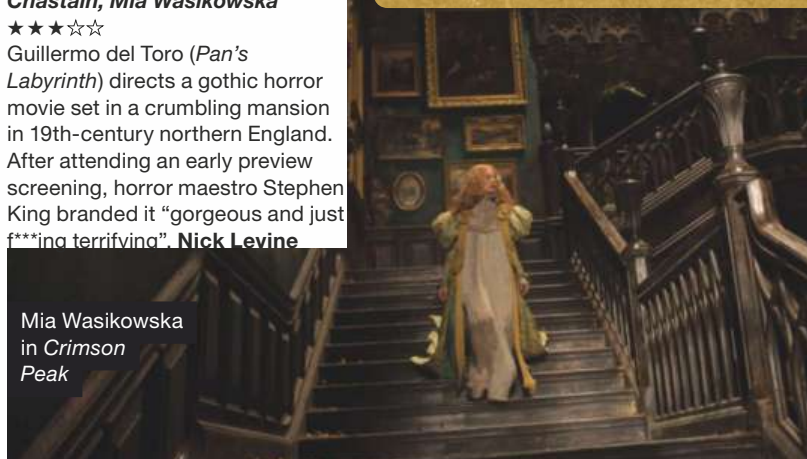 Chastain, Mia Wasikowska
★★★☆☆
Guillermo del Toro (Pan’s
Labyrinth) directs a gothic horror
movie set in a crumbling mansion
in 19th-century northern England.
After attending an early preview
screening, horror maestro Stephen
King branded it “gorgeous and just
f***ing terrifying”. Nick Levine
Mia Wasikowska
in Crimson
Peak